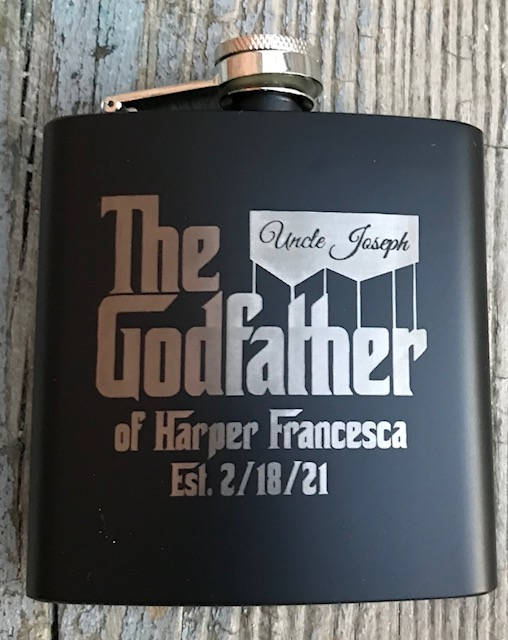 The
Uncle Joseph
Godfather
of Harper Francesca
Est. 2/18/21